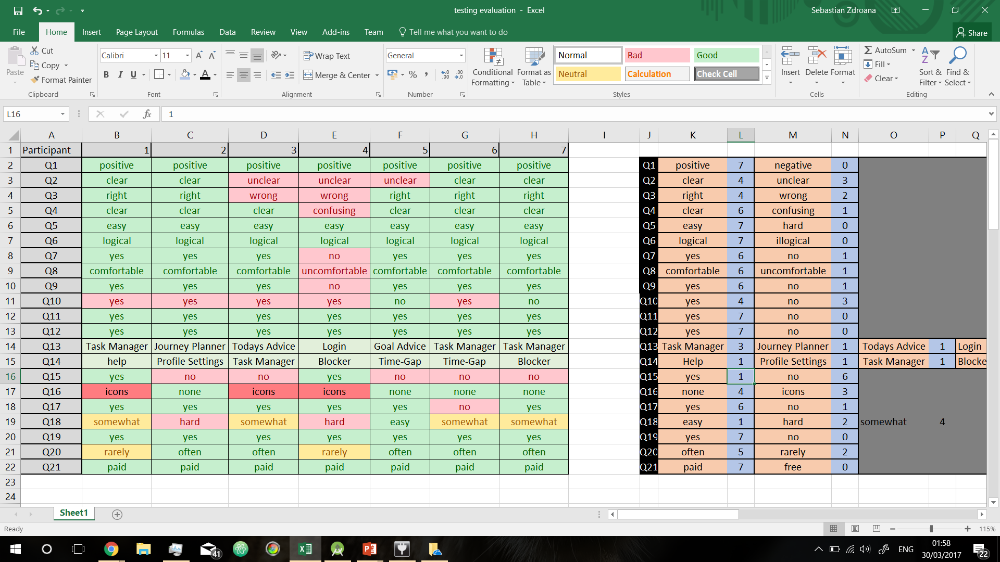 testing evaluation - Excel
Sebastian Zdroana
File Home Insert Page Layout Formulas Data Review View Add-ins Team Tell me what you want to do Share
Paste
Cut
Copy
Format Painter
Clipboard
Calibri 11
B I U
Font
Wrap Text
Merge & Center
Alignment
General
Number
Conditional Formatting
Format as Table
Normal Bad Good
Neutral Calculation Check Cell
Styles
Insert Delete Format
Cells
AutoSum
Fill
Clear
Sort & Filter
Find & Select
Editing
L16 fx 1
A B C D E F G H I J K L M N O P Q
1 Participant 1 2 3 4 5 6 7
2 Q1 positive positive positive positive positive positive positive Q1 positive 7 negative 0
3 Q2 clear clear unclear unclear unclear clear clear Q2 clear 4 unclear 3
4 Q3 right right wrong wrong right right right Q3 right 4 wrong 2
5 Q4 clear clear clear confusing clear clear clear Q4 clear 6 confusing 1
6 Q5 easy easy easy easy easy easy easy Q5 easy 7 hard 0
7 Q6 logical logical logical logical logical logical logical Q6 logical 7 illogical 0
8 Q7 yes yes yes no yes yes yes Q7 yes 6 no 1
9 Q8 comfortable comfortable comfortable uncomfortable comfortable comfortable comfortable Q8 comfortable 6 uncomfortable 1
10 Q9 yes yes yes no yes yes yes Q9 yes 6 no 1
11 Q10 yes yes yes yes no yes no Q10 yes 4 no 3
12 Q11 yes yes yes yes yes yes yes Q11 yes 7 no 0
13 Q12 yes yes yes yes yes yes yes Q12 yes 7 no 0
14 Q13 Task Manager Journey Planner Todays Advice Login Goal Advice Task Manager Task Manager Q13 Task Manager 3 Journey Planner 1 Todays Advice 1 Login
15 Q14 help Profile Settings Task Manager Blocker Time-Gap Time-Gap Blocker Q14 Help 1 Profile Settings 1 Task Manager 1 Blocke
16 Q15 yes no no yes no no no Q15 yes 1 no 6
17 Q16 icons none icons icons none none none Q16 none 4 icons 3
18 Q17 yes yes yes yes yes no yes Q17 yes 6 no 1
19 Q18 somewhat hard somewhat hard easy somewhat somewhat Q18 easy 1 hard 2 somewhat 4
20 Q19 yes yes yes yes yes yes yes Q19 yes 7 no 0
21 Q20 rarely often often rarely often often often Q20 often 5 rarely 2
22 Q21 paid paid paid paid paid paid paid Q21 paid 7 free 0
23
24
Sheet1
Ready 115%
41 ENG 01:58 22
30/03/2017